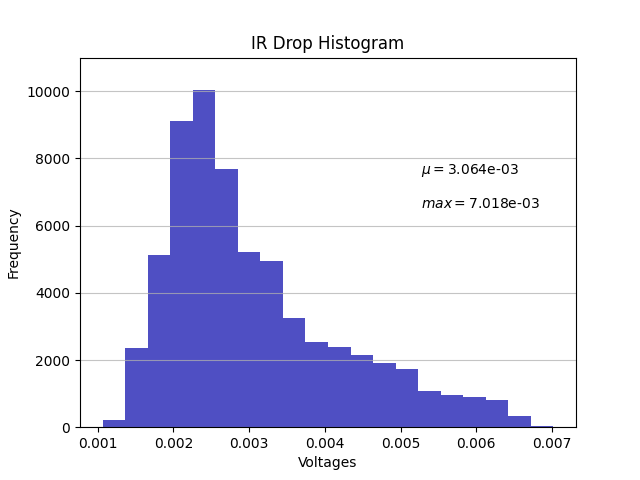 IR Drop Histogram
10000
8000
6000
4000
2000
0
Frequency
μ = 3.064e-03
max = 7.018e-03
0.001 0.002 0.003 0.004 0.005 0.006 0.007
Voltages